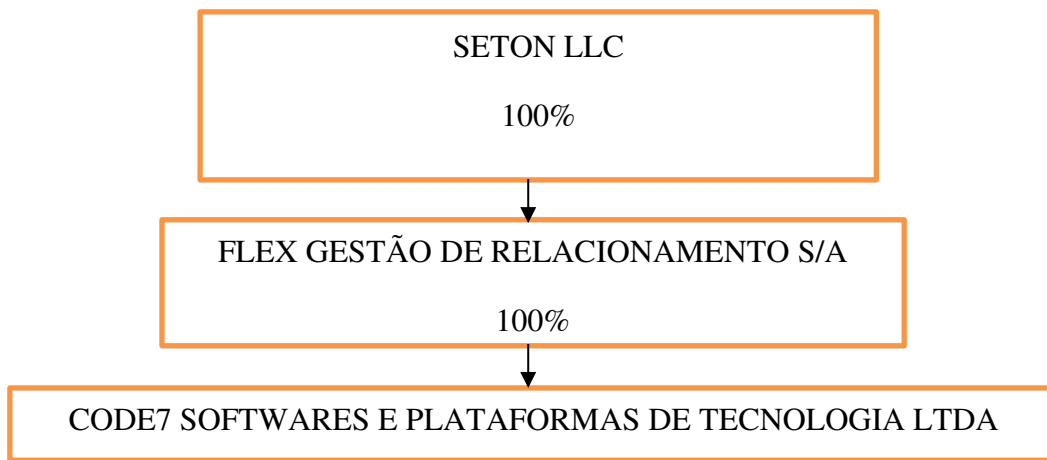 SETON LLC
100%
FLEX GESTÃO DE RELACIONAMENTO S/A
100%
CODE7 SOFTWARES E PLATAFORMAS DE TECNOLOGIA LTDA